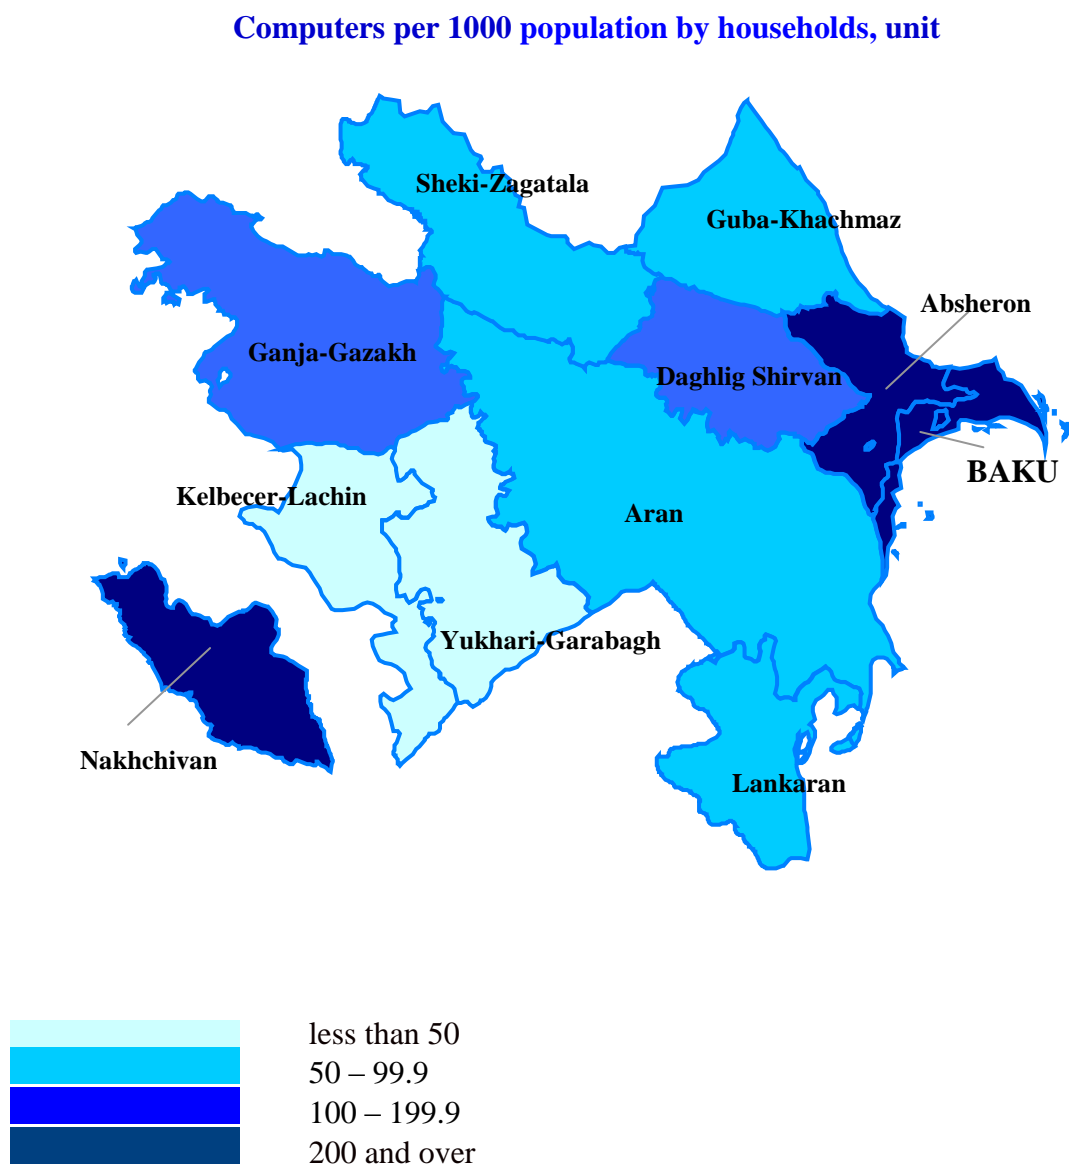 Computers per 1000 population by households, unit
Sheki-Zagatala
Guba-Khachmaz
Absheron
Ganja-Gazakh
Daghlig Shirvan
BAKU
Kelbecer-Lachin
Aran
Yukhari-Garabagh
Nakhchivan
Lankaran
less than 50
50 – 99.9
100 – 199.9
200 and over